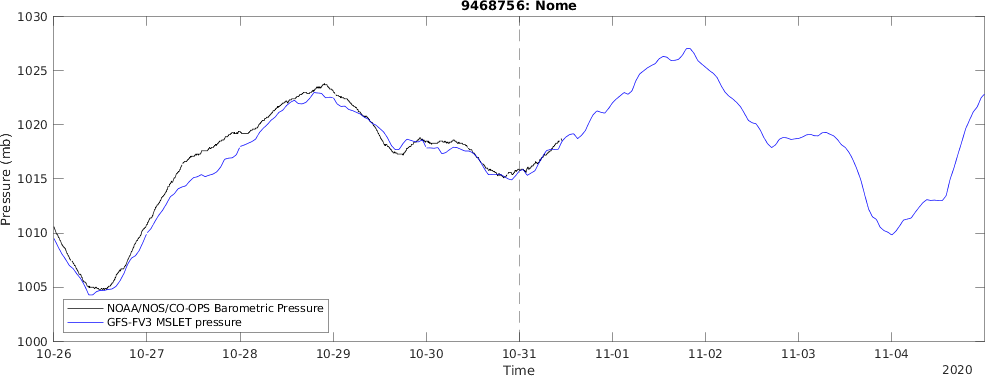 9468756: Nome
1030
1025
1020
1015
1010
1005
1000
Pressure (mb)
NOAA/NOS/CO-OPS Barometric Pressure
GFS-FV3 MSLET pressure
10-26 10-27 10-28 10-29 10-30 10-31 11-01 11-02 11-03 11-04
Time
2020